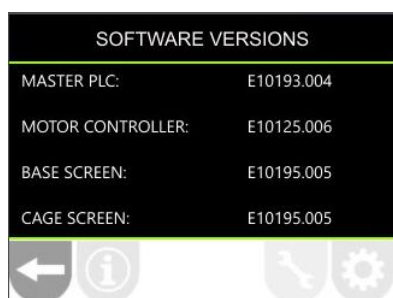 SOFTWARE VERSIONS
MASTER PLC: E10193.004
MOTOR CONTROLLER: E10125.006
BASE SCREEN: E10195.005
CAGE SCREEN: E10195.005